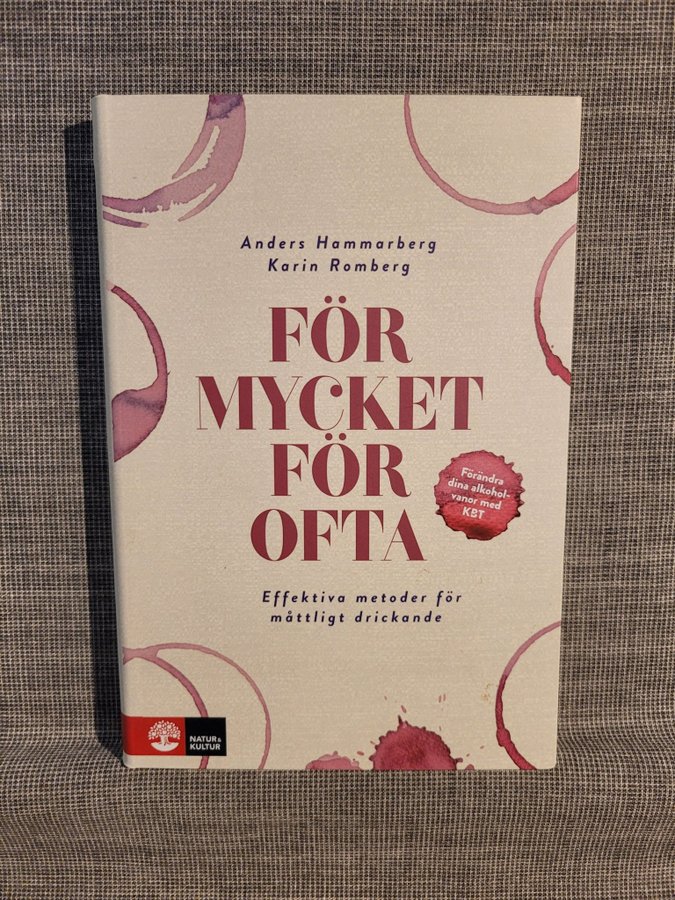 Anders Hammarberg
Karin Romberg
FÖR
MYCKET
FÖR
OFTA
Förändra
dina alkohol-
vanor med
KBT
Effektiva metoder för
måttligt drickande
NATUR&
KULTUR